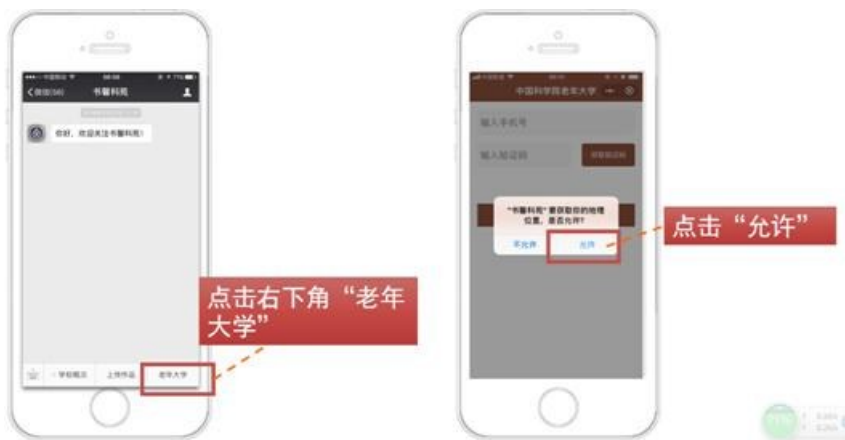 书馨科苑
你好，欢迎关注书馨科苑!
学校概况
上传作品
老年大学
点击右下角“老年
大学”
中国科学院老年大学
输入手机号
输入验证码
获取验证码
“书馨科苑”要获取你的地理
位置，是否允许?
不允许
允许
点击“允许”